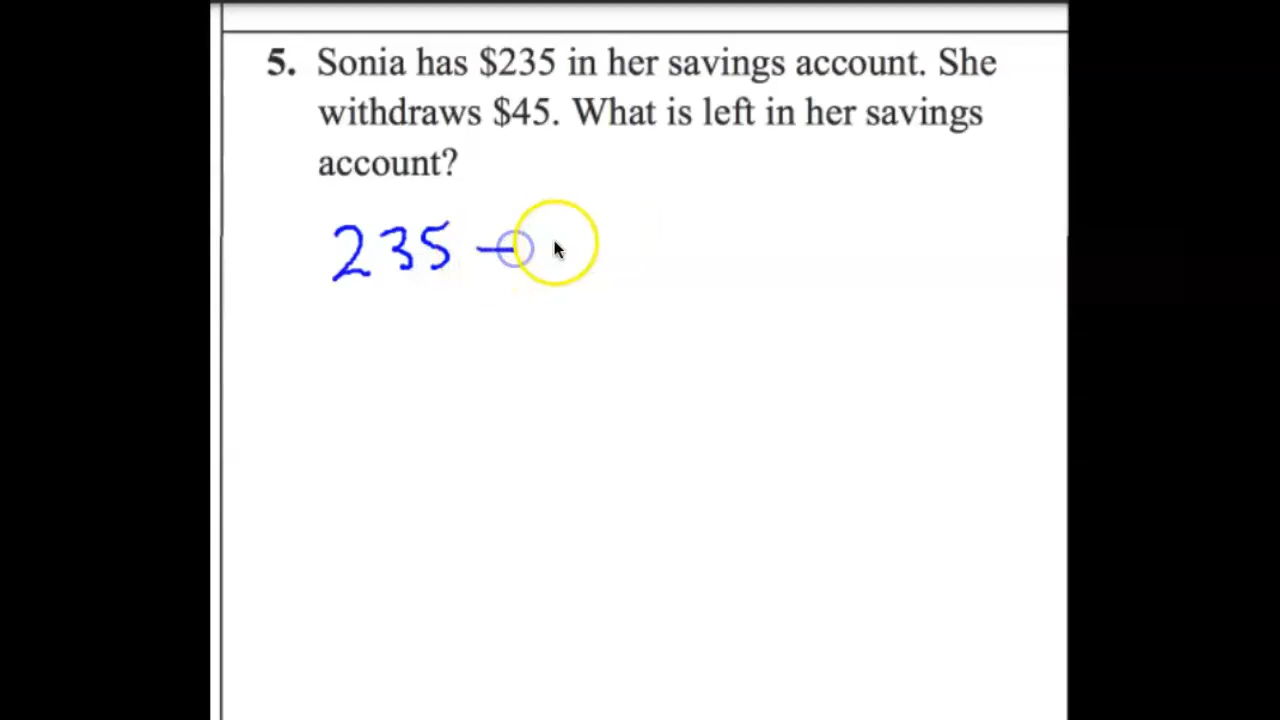 5. Sonia has $235 in her savings account. She
withdraws $45. What is left in her savings
account?
235 -